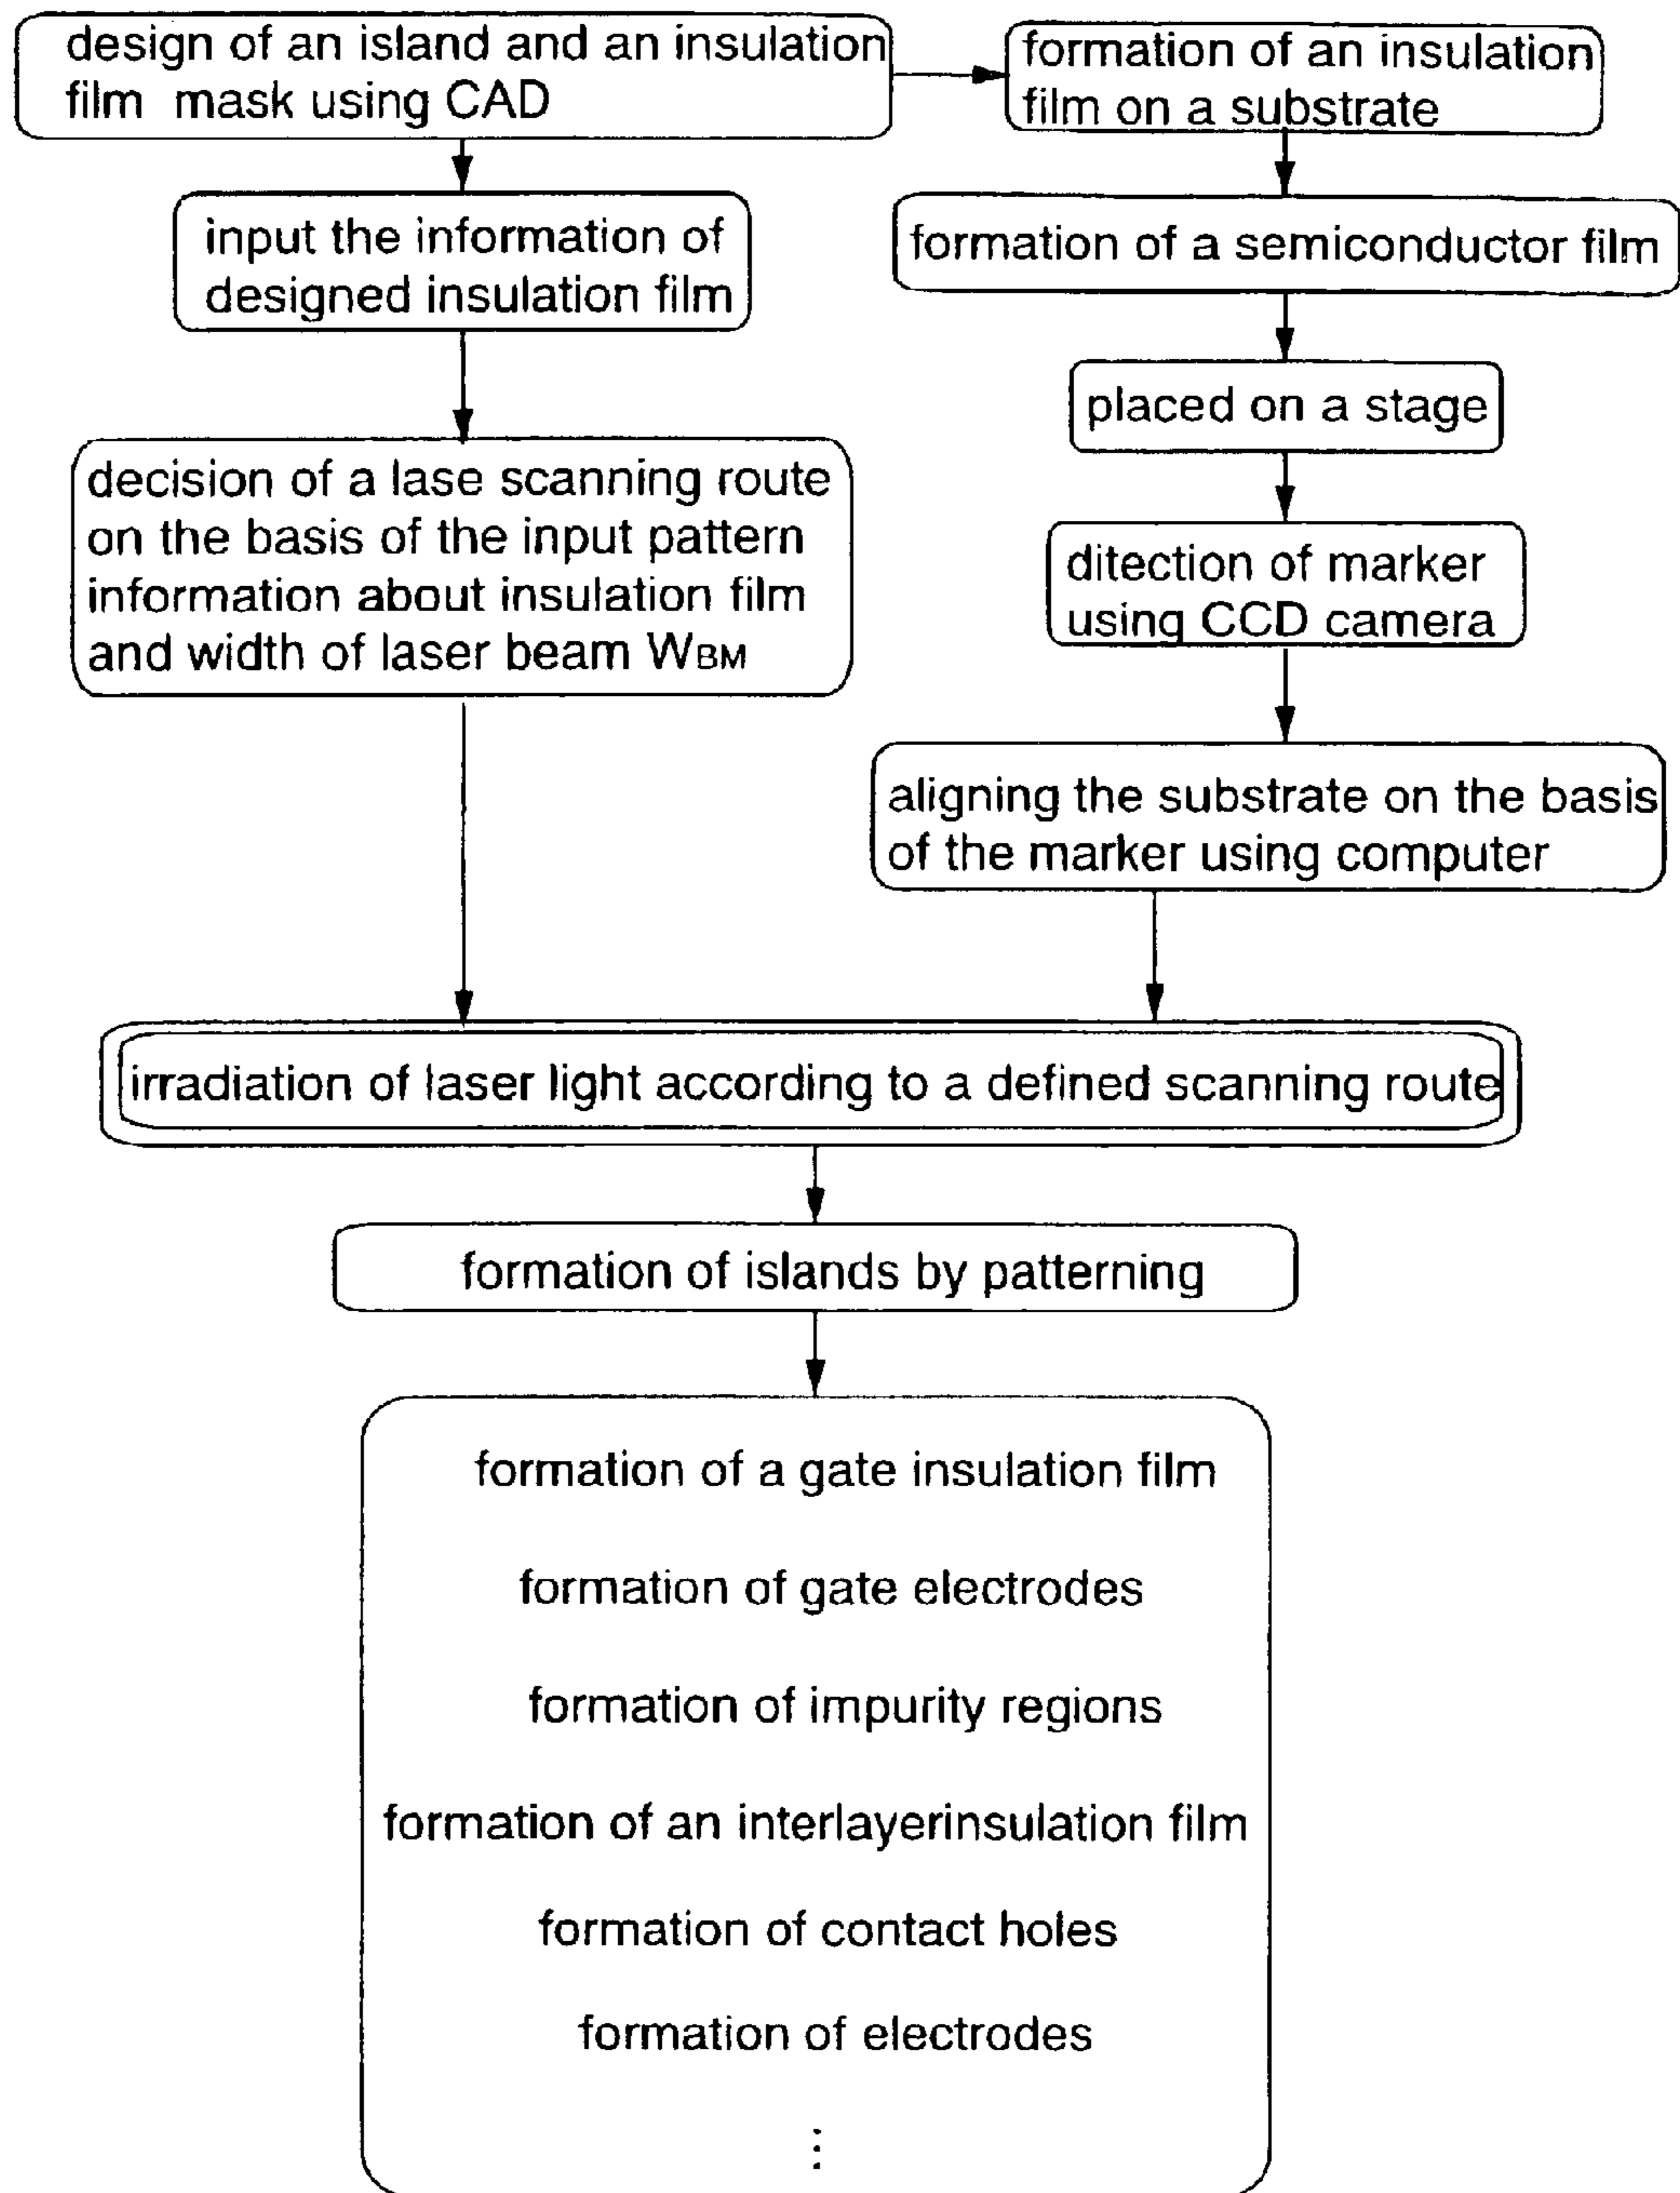 design of an island and an insulation
film mask using CAD
formation of an insulation
film on a substrate
input the information of
designed insulation film
formation of a semiconductor film
placed on a stage
decision of a lase scanning route
on the basis of the input pattern
information about insulation film
and width of laser beam WBM
ditection of marker
using CCD camera
aligning the substrate on the basis
of the marker using computer
irradiation of laser light according to a defined scanning route
formation of islands by patterning
formation of a gate insulation film
formation of gate electrodes
formation of impurity regions
formation of an interlayerinsulation film
formation of contact holes
formation of electrodes
⋮